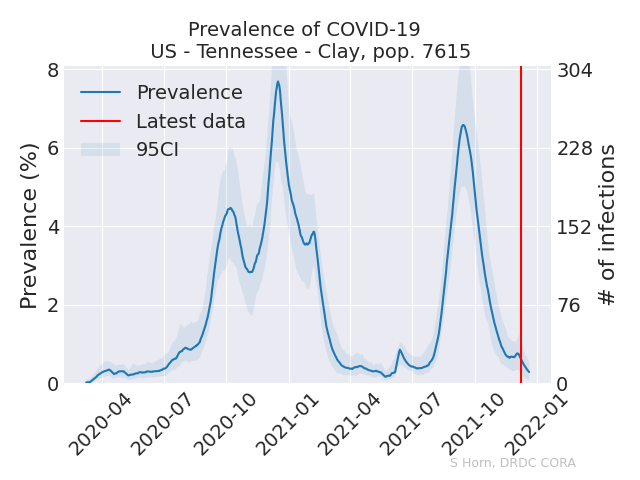 Prevalence of COVID-19
US - Tennessee - Clay, pop. 7615
Prevalence
Latest data
95CI
Prevalence (%)
8
6
4
2
0
# of infections
304
228
152
76
0
2020-04
2020-07
2020-10
2021-01
2021-04
2021-07
2021-10
2022-01
S Horn, DRDC CORA